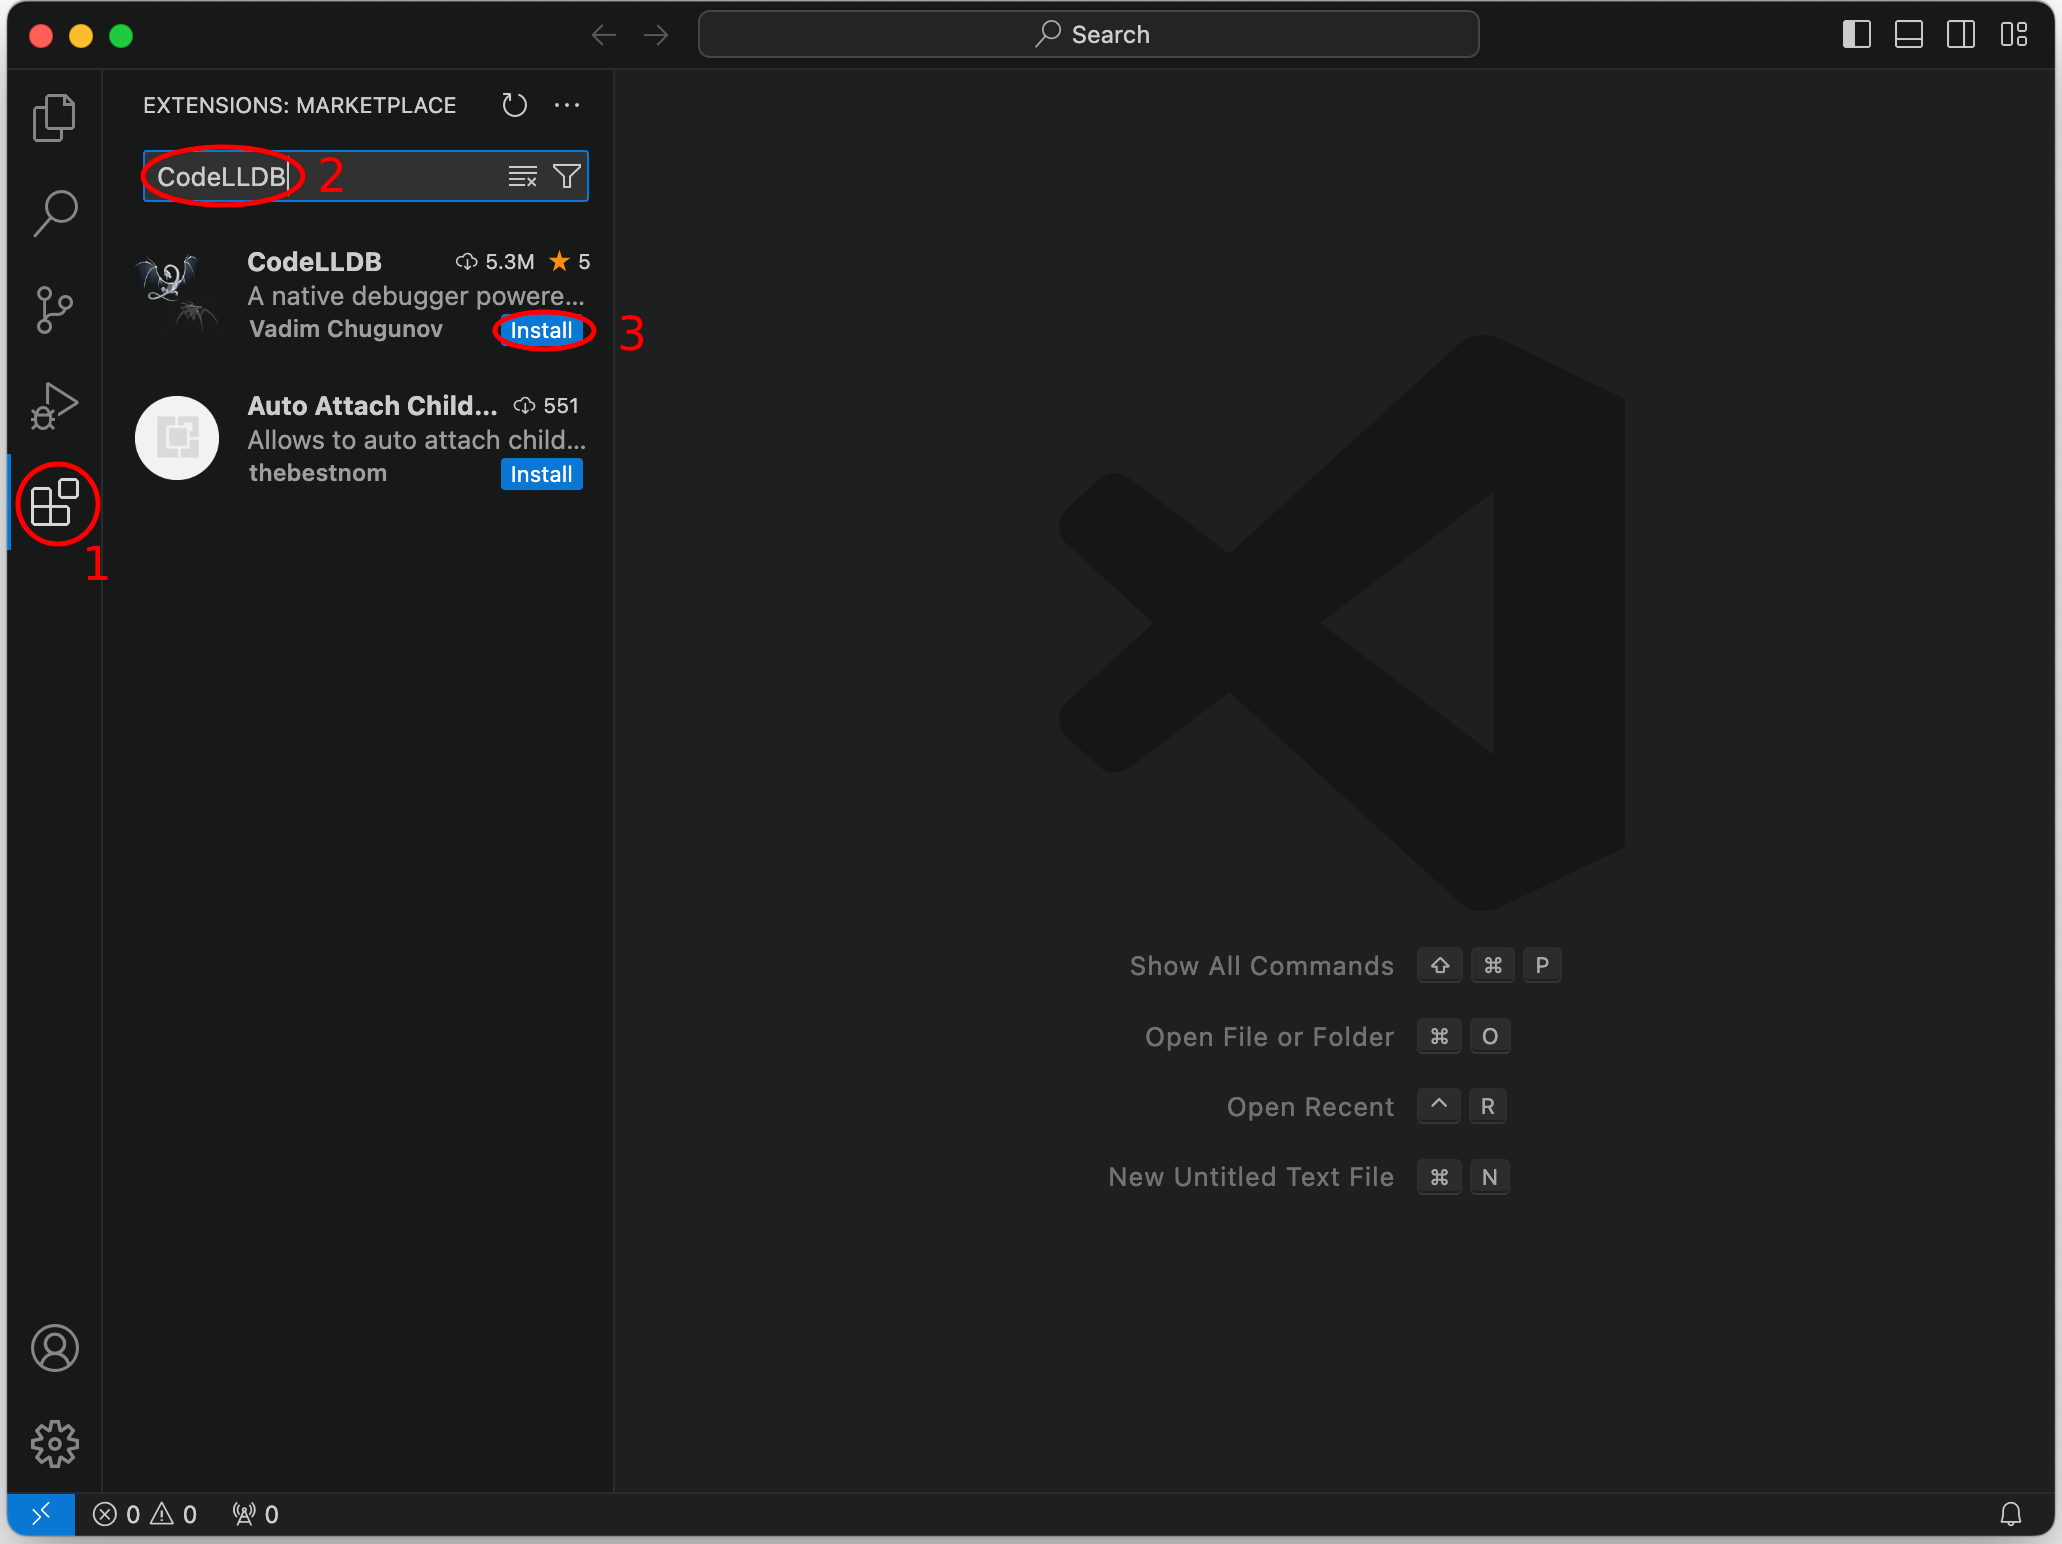 Search
EXTENSIONS: MARKETPLACE
CodeLLDB 2
CodeLLDB 5.3M 5
A native debugger powere...
Vadim Chugunov Install 3
Auto Attach Child... 551
Allows to auto attach child...
thebestnom Install
1
Show All Commands ⇧ ⌘ P
Open File or Folder ⌘ O
Open Recent ^ R
New Untitled Text File ⌘ N
0 0 0